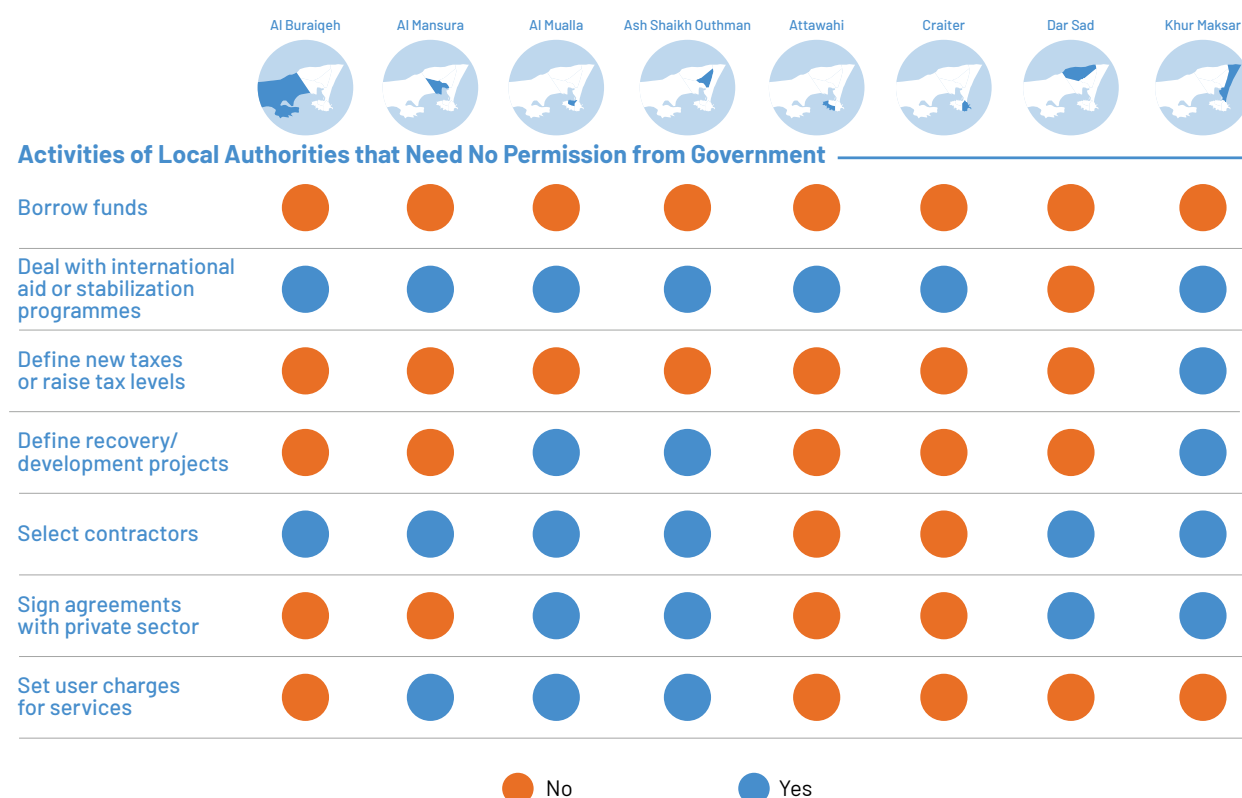 Al Buraiqeh
Al Mansura
Al Mualla
Ash Shaikh Outhman
Attawahi
Craiter
Dar Sad
Khur Maksar
Activities of Local Authorities that Need No Permission from Government
Borrow funds
Deal with international
aid or stabilization
programmes
Define new taxes
or raise tax levels
Define recovery/
development projects
Select contractors
Sign agreements
with private sector
Set user charges
for services
No
Yes